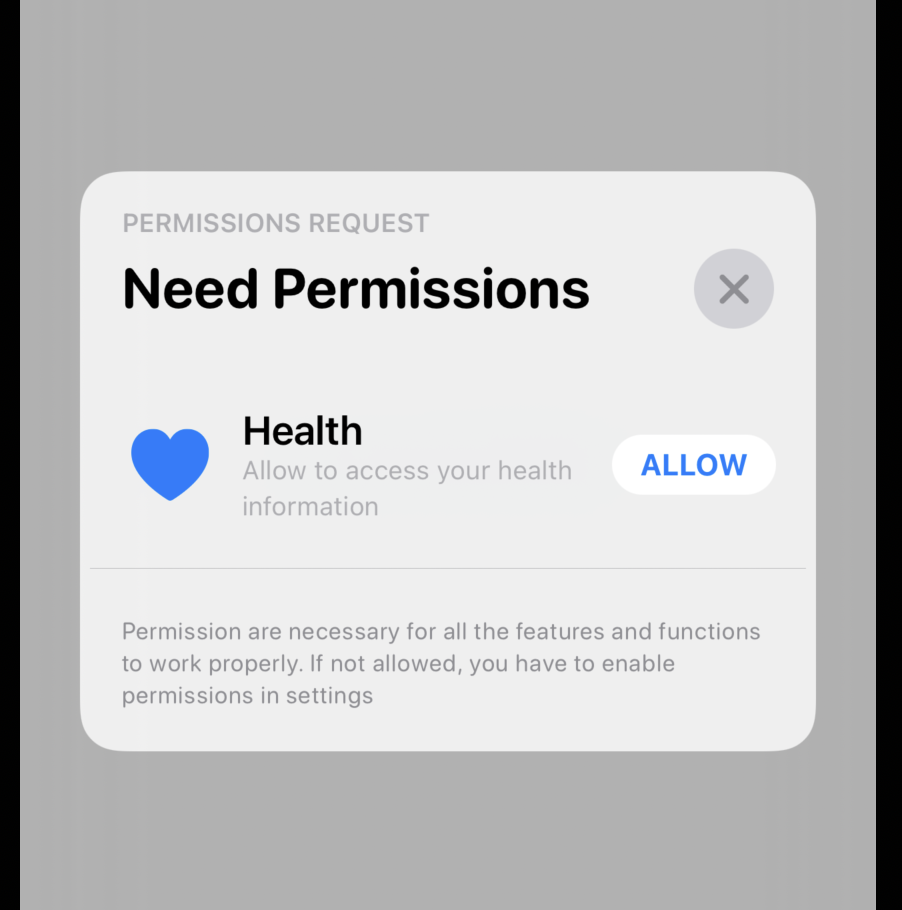 PERMISSIONS REQUEST
Need Permissions
Health
Allow to access your health
information
ALLOW
Permission are necessary for all the features and functions
to work properly. If not allowed, you have to enable
permissions in settings